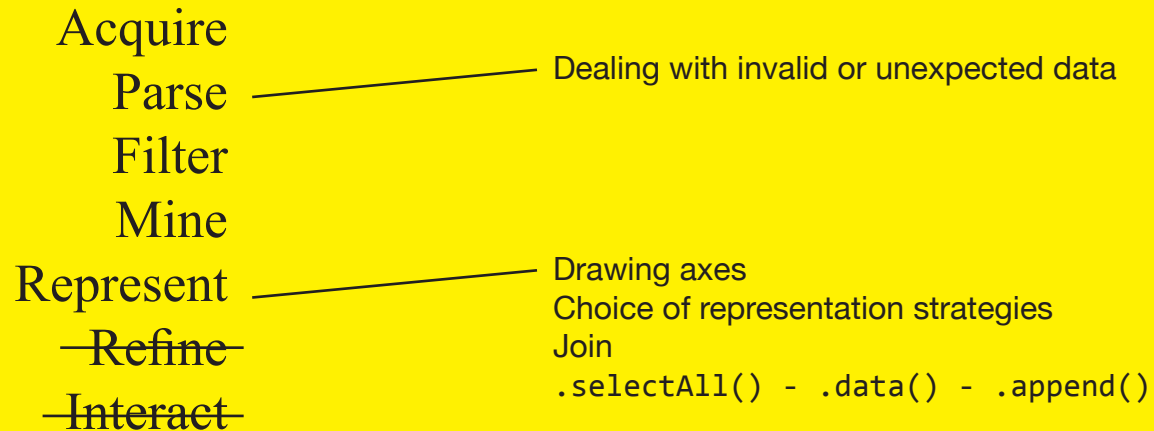 Acquire
Parse
Dealing with invalid or unexpected data
Filter
Mine
Represent
Drawing axes
Choice of representation strategies
Join
.selectAll() - .data() - .append()
Refine
Interact